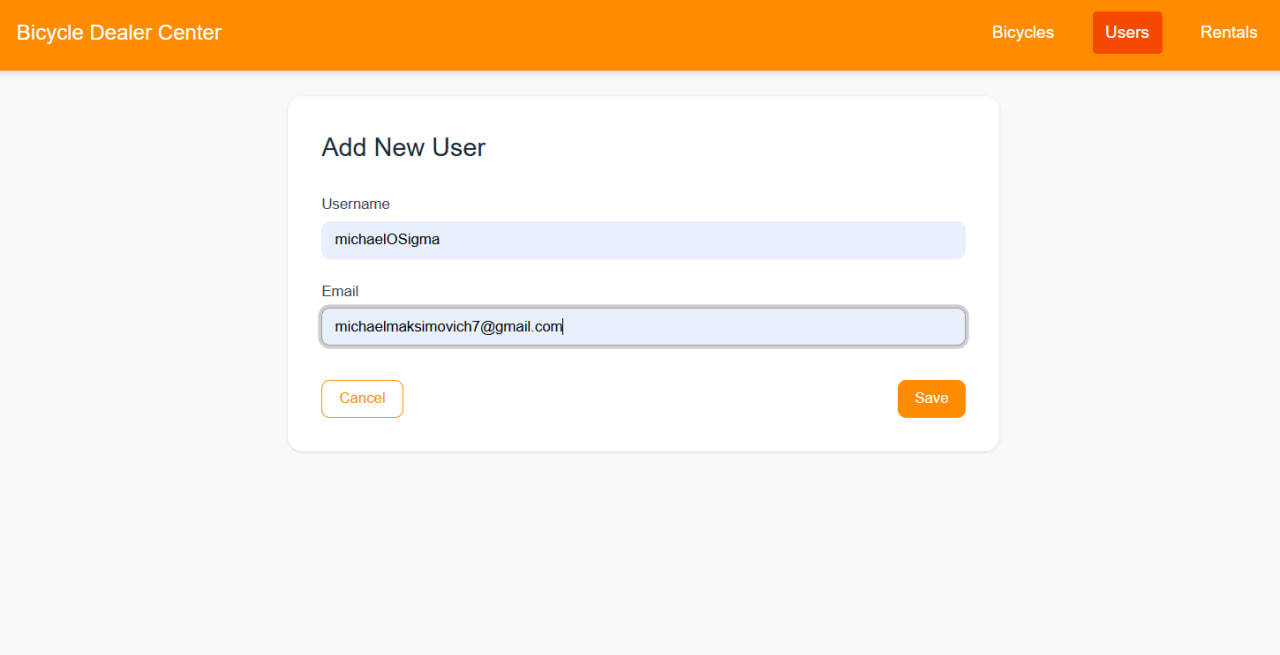 Bicycle Dealer Center Bicycles Users Rentals
Add New User
Username
michaelOSigma
Email
michaelmaksimovich7@gmail.com
Cancel Save